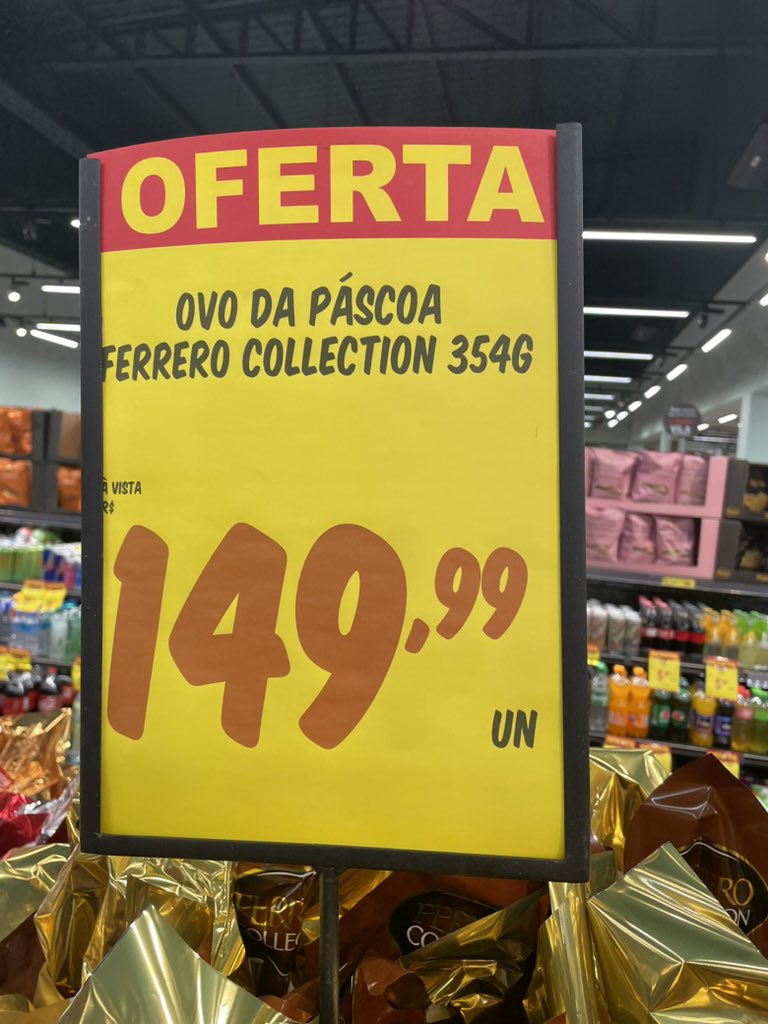 OFERTA
OVO DA PÁSCOA
FERRERO COLLECTION 354G
À VISTA
R$
149,99
UN